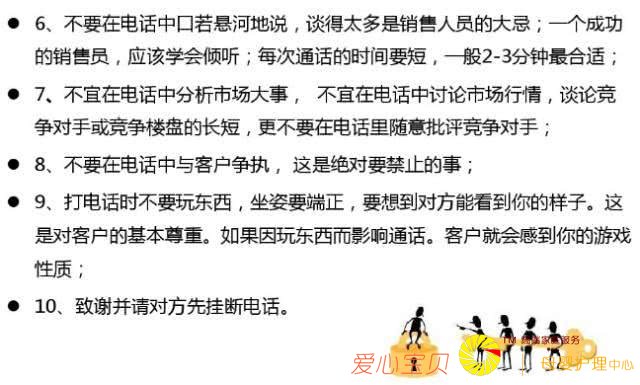 6、不要在电话中口若悬河地说，谈得太多是销售人员的大忌；一个成功
的销售员，应该学会倾听；每次通话的时间要短，一般2-3分钟最合适；
7、不宜在电话中分析市场大事， 不宜在电话中讨论市场行情，谈论竞
争对手或竞争楼盘的长短，更不要在电话里随意批评竞争对手；
8、不要在电话中与客户争执， 这是绝对要禁止的事；
9、打电话时不要玩东西，坐姿要端正，要想到对方能看到你的样子。这
是对客户的基本尊重。如果因玩东西而影响通话。客户就会感到你的游戏
性质；
10、致谢并请对方先挂断电话。
服务
爱心宝贝
母婴护理中心